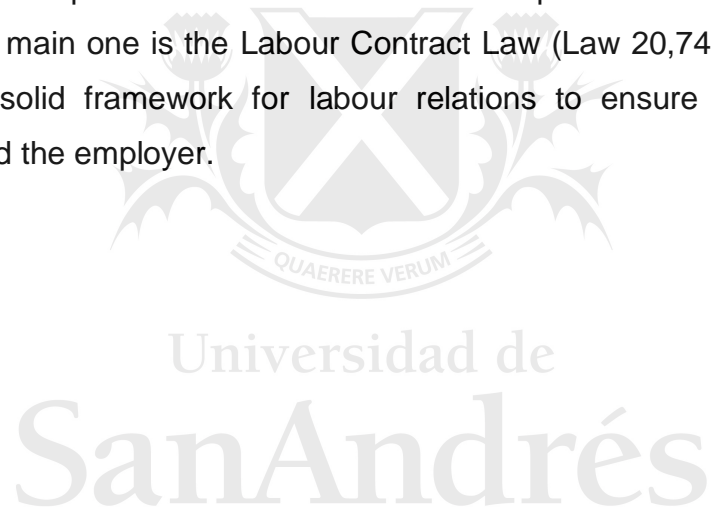 main one is the Labour Contract Law (Law 20,74
solid framework for labour relations to ensure
d the employer.
QUAERERE VERUM
Universidad de
SanAndrés